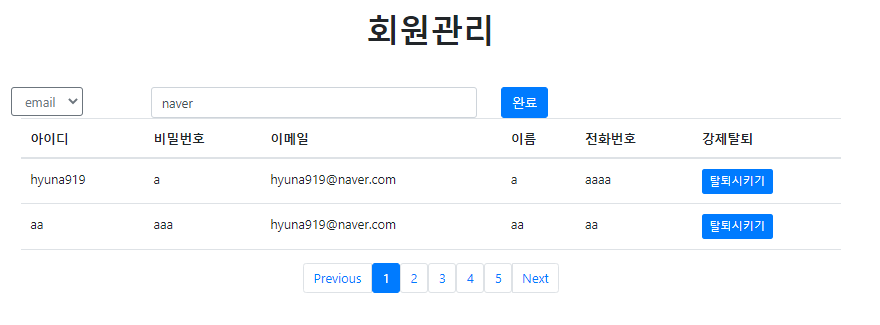 회원관리
email naver 완료
아이디 비밀번호 이메일 이름 전화번호 강제탈퇴
hyuna919 a hyuna919@naver.com a aaaa 탈퇴시키기
aa aaa hyuna919@naver.com aa aa 탈퇴시키기
Previous 1 2 3 4 5 Next